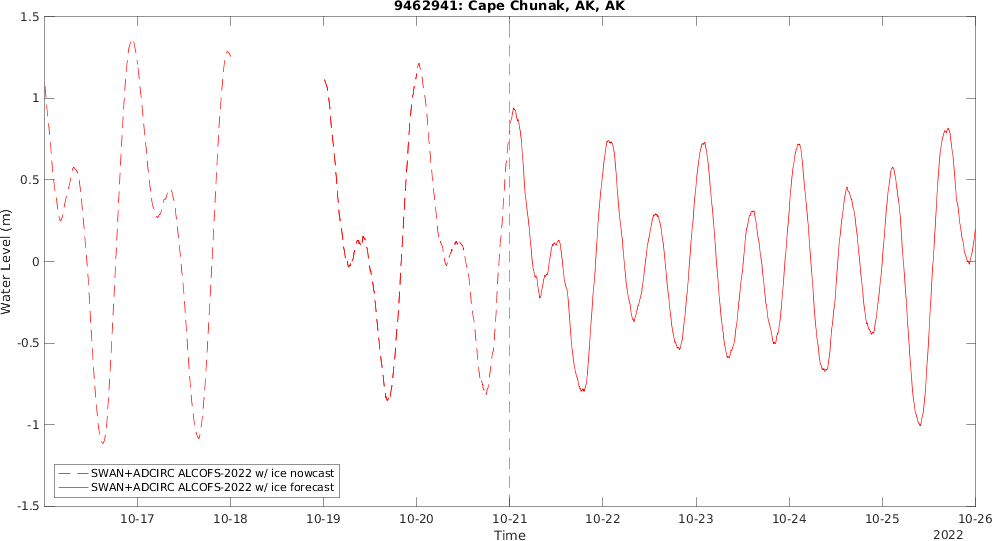 9462941: Cape Chunak, AK, AK
1.5
1
0.5
0
-0.5
-1
-1.5
Water Level (m)
SWAN+ADCIRC ALCOFS-2022 w/ ice nowcast
SWAN+ADCIRC ALCOFS-2022 w/ ice forecast
10-17 10-18 10-19 10-20 10-21 10-22 10-23 10-24 10-25 10-26
Time
2022